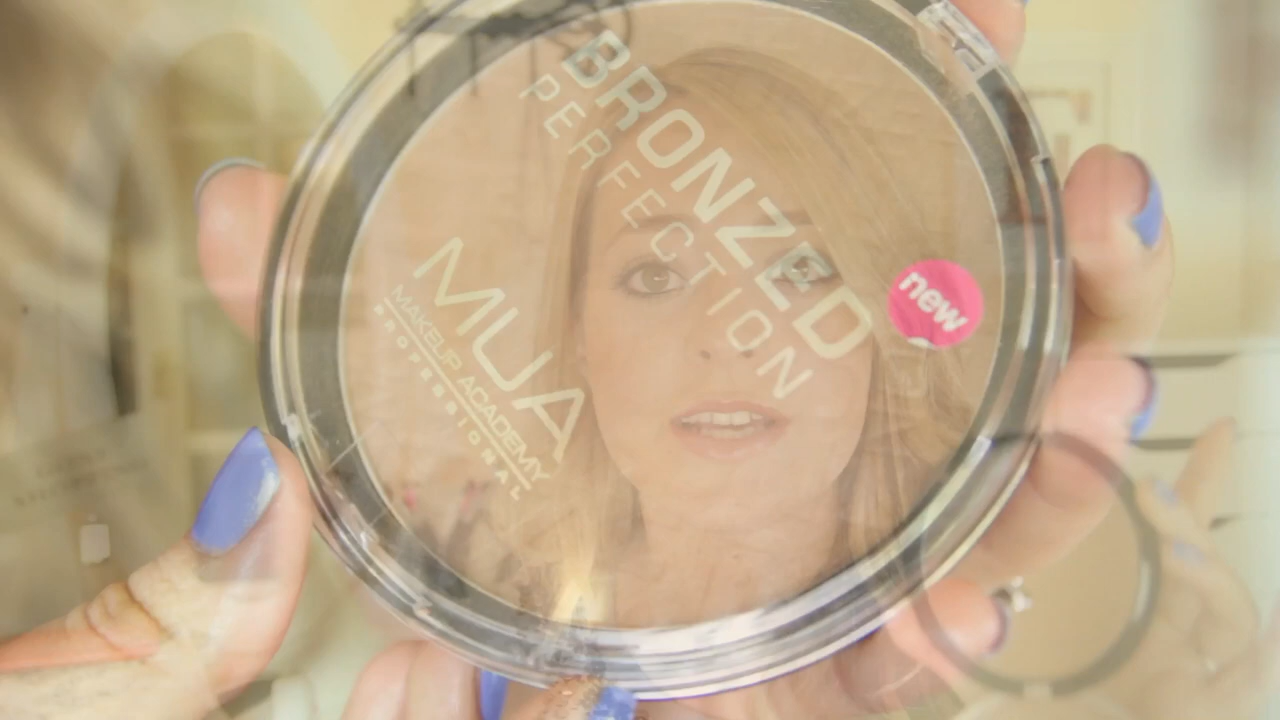 BRONZED
PERFECTION
MUA
MAKEUP ACADEMY
PROFESSIONAL
new